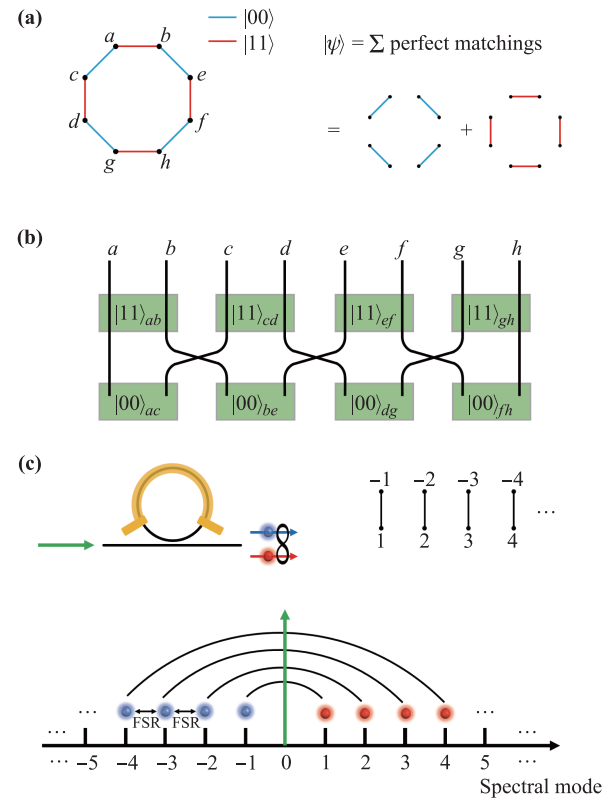 (a)
a b |00⟩ |ψ⟩ = Σ perfect matchings
|11⟩
c e
d f = +
g h
(b)
a b c d e f g h
|11⟩ab |11⟩cd |11⟩ef |11⟩gh
|00⟩ac |00⟩be |00⟩dg |00⟩fh
(c)
−1 −2 −3 −4
...
1 2 3 4
... FSR FSR ...
... −5 −4 −3 −2 −1 0 1 2 3 4 5 ...
Spectral mode